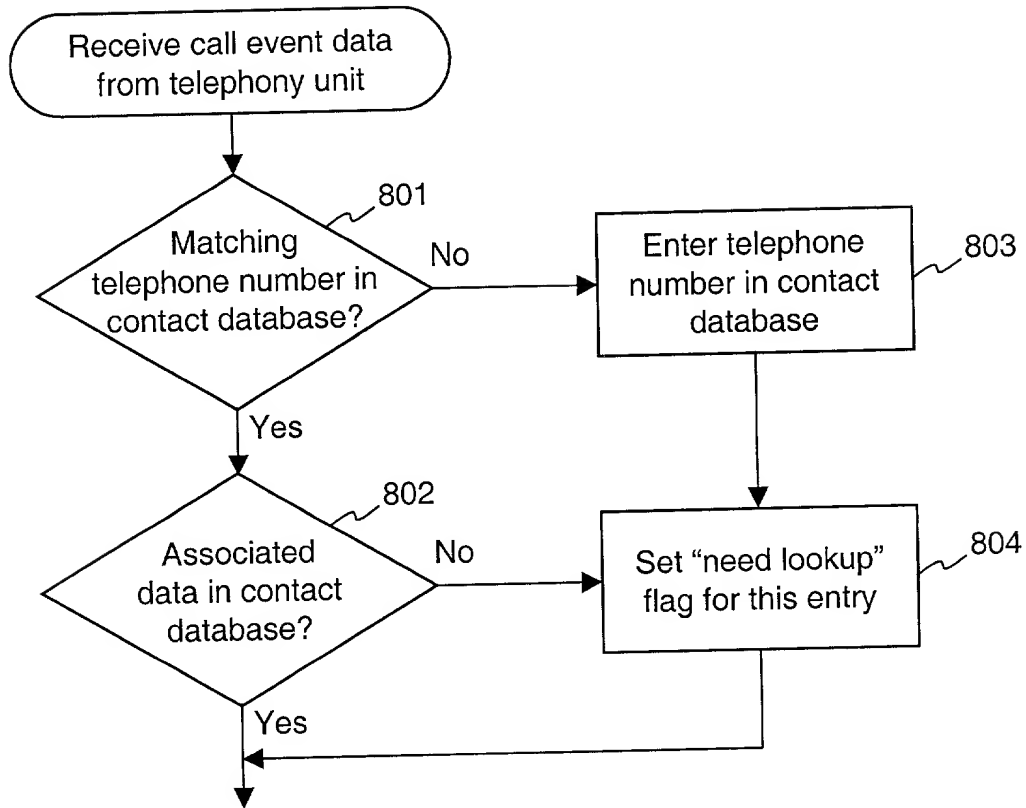 Receive call event data
from telephony unit
801
Matching
telephone number in
contact database?
No
Enter telephone
number in contact
database
803
Yes
802
Associated
data in contact
database?
No
Set “need lookup”
flag for this entry
804
Yes